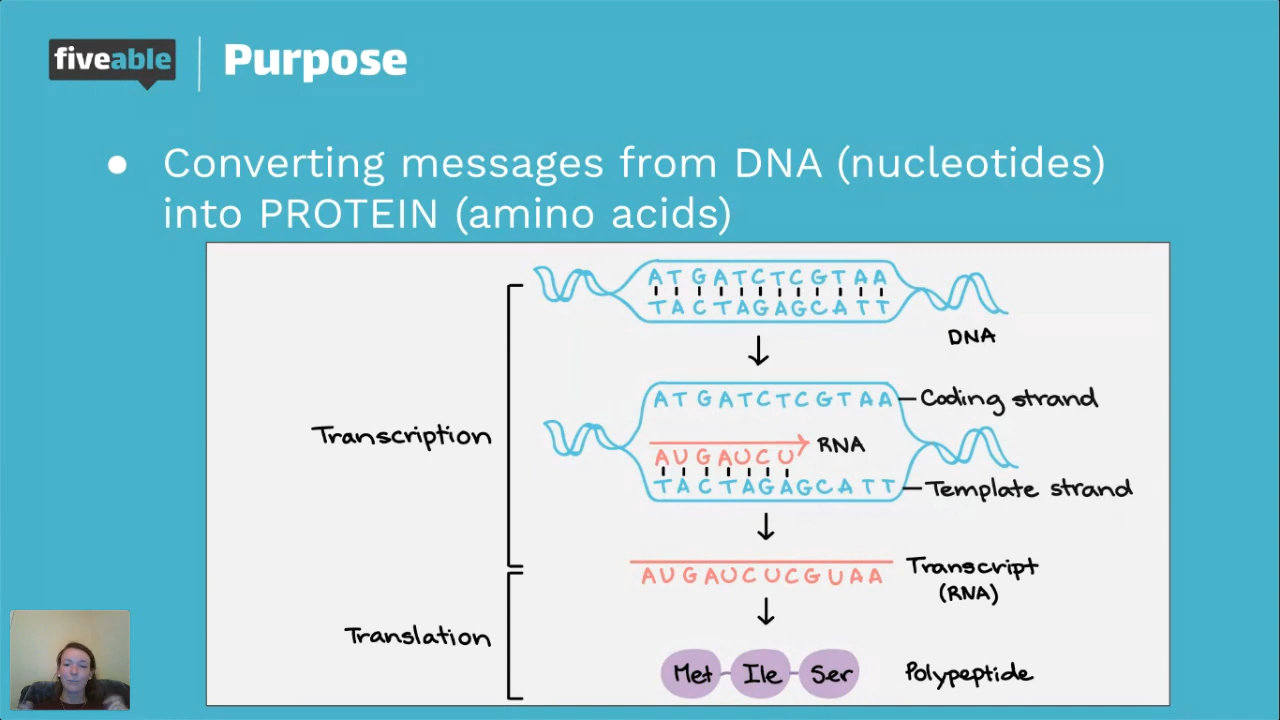 fiveable | Purpose
● Converting messages from DNA (nucleotides)
into PROTEIN (amino acids)
ATGATCTCGTAA
TACTAGAGCATT
DNA
Transcription
ATGATCTCGTAA
Coding strand
RNA
AUGAUCU
TACTAGAGCATT
Template strand
AUGAUCUCGUAA
Transcript
(RNA)
Translation
Met Ile Ser
Polypeptide